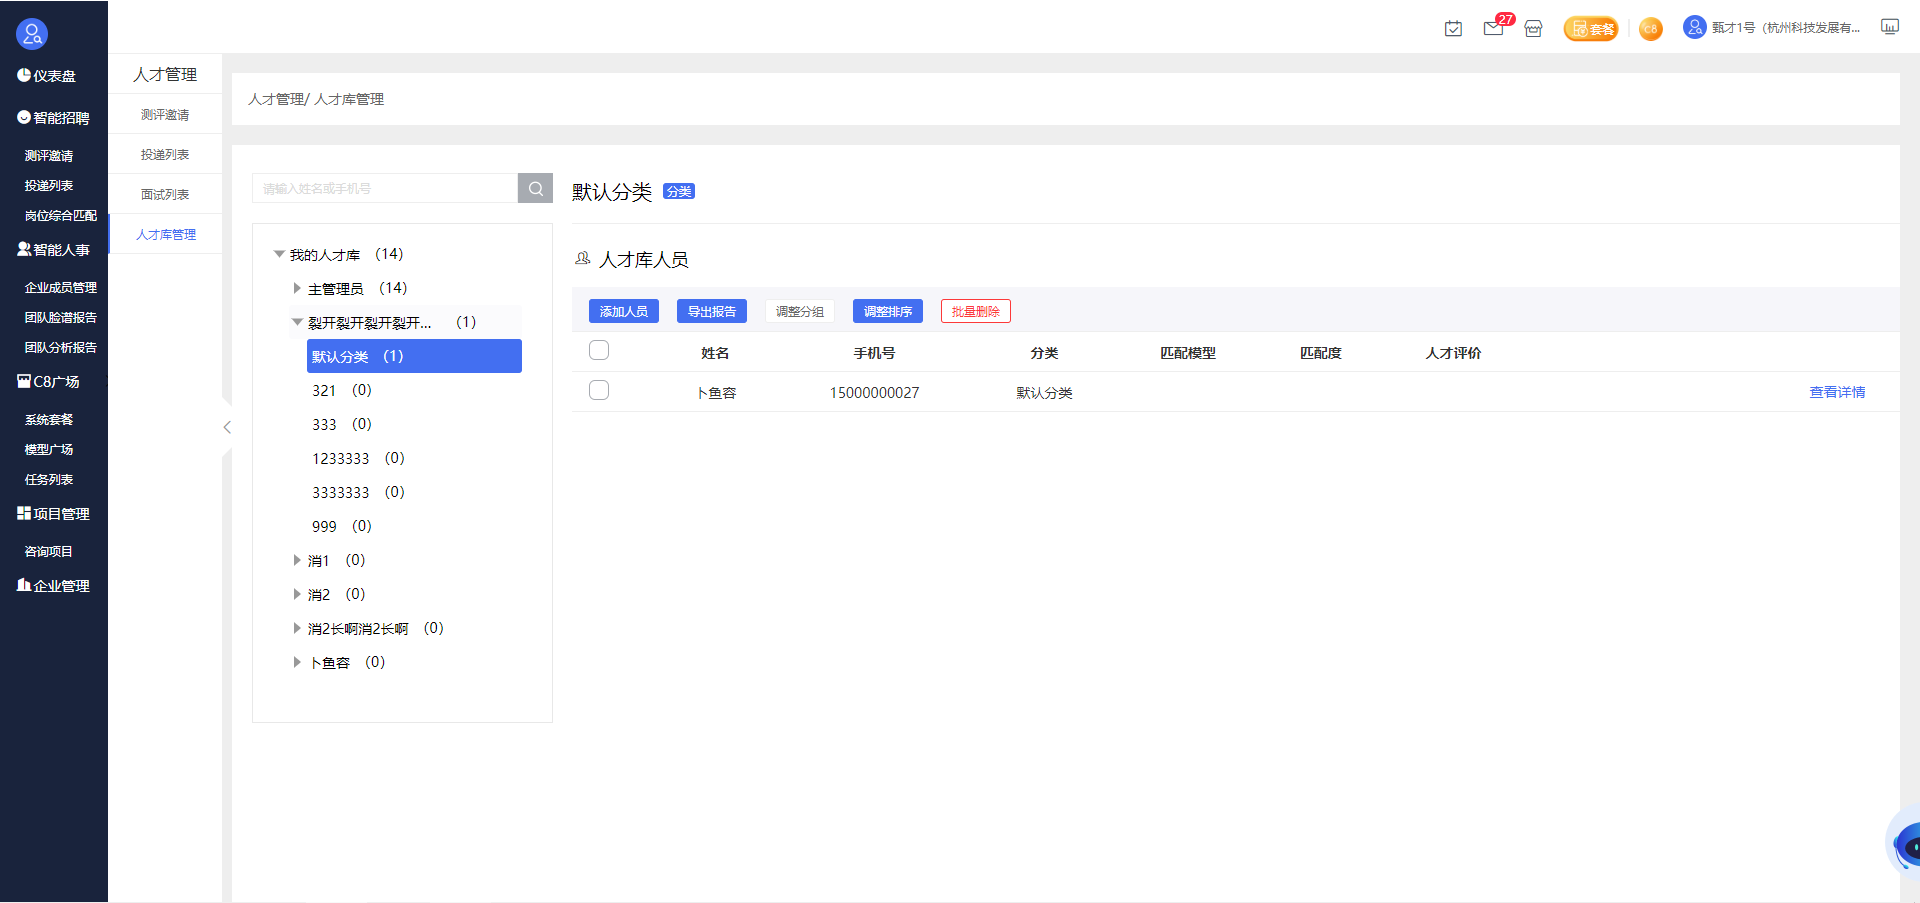 27
套餐
C8
甄才1号（杭州科技发展有...
仪表盘
智能招聘
测评邀请
投递列表
岗位综合匹配
智能人事
企业成员管理
团队脸谱报告
团队分析报告
C8广场
系统套餐
模型广场
任务列表
项目管理
咨询项目
企业管理
人才管理
测评邀请
投递列表
面试列表
人才库管理
人才管理/ 人才库管理
请输入姓名或手机号
我的人才库 （14）
主管理员 （14）
裂开裂开裂开裂开... （1）
默认分类 （1）
321 （0）
333 （0）
1233333 （0）
3333333 （0）
999 （0）
消1 （0）
消2 （0）
消2长啊消2长啊 （0）
卜鱼容 （0）
默认分类 分类
人才库人员
添加人员 导出报告 调整分组 调整排序 批量删除
姓名 手机号 分类 匹配模型 匹配度 人才评价
卜鱼容 15000000027 默认分类 查看详情